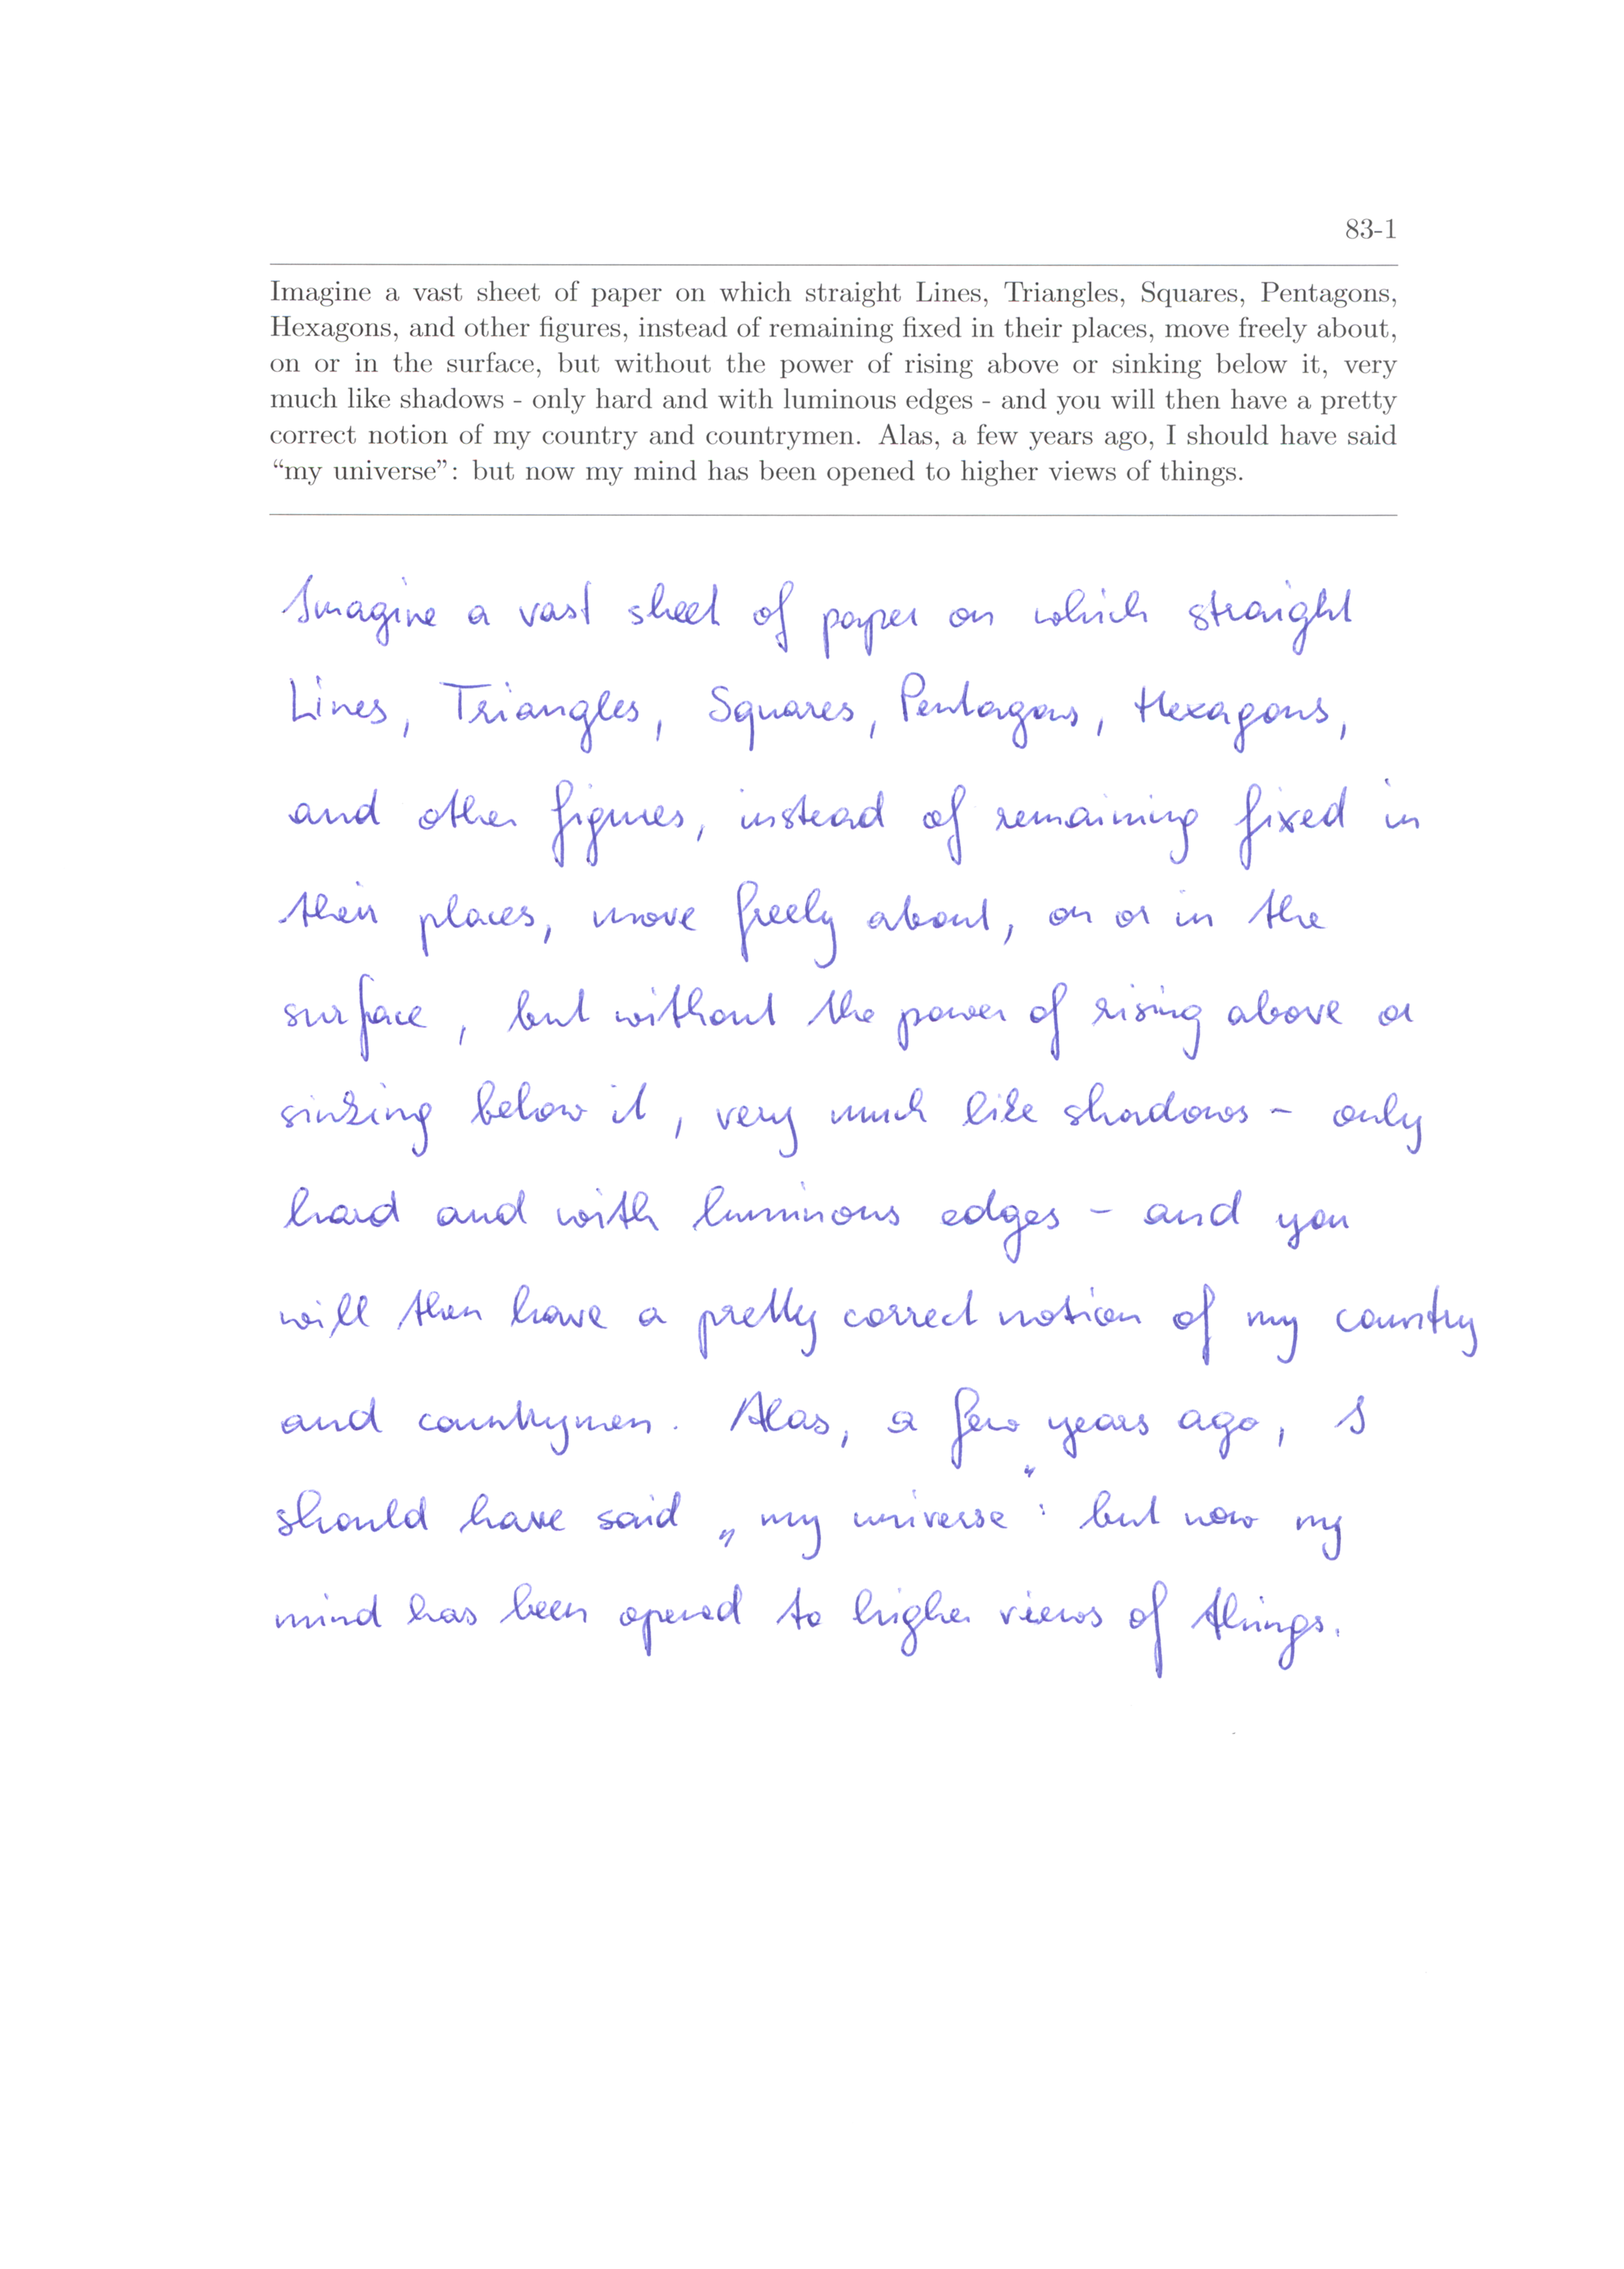 83-1
Imagine a vast sheet of paper on which straight Lines, Triangles, Squares, Pentagons,
Hexagons, and other figures, instead of remaining fixed in their places, move freely about,
on or in the surface, but without the power of rising above or sinking below it, very
much like shadows - only hard and with luminous edges - and you will then have a pretty
correct notion of my country and countrymen. Alas, a few years ago, I should have said
“my universe”: but now my mind has been opened to higher views of things.
Imagine a vast sheet of paper on which straight
Lines, Triangles, Squares, Pentagons, Hexagons,
and other figures, instead of remaining fixed in
their places, move freely about, on or in the
surface, but without the power of rising above or
sinking below it, very much like shadows - only
hard and with luminous edges - and you
will then have a pretty correct notion of my country
and countrymen. Alas, a few years ago, I
should have said „my universe“: but now my
mind has been opened to higher views of things.